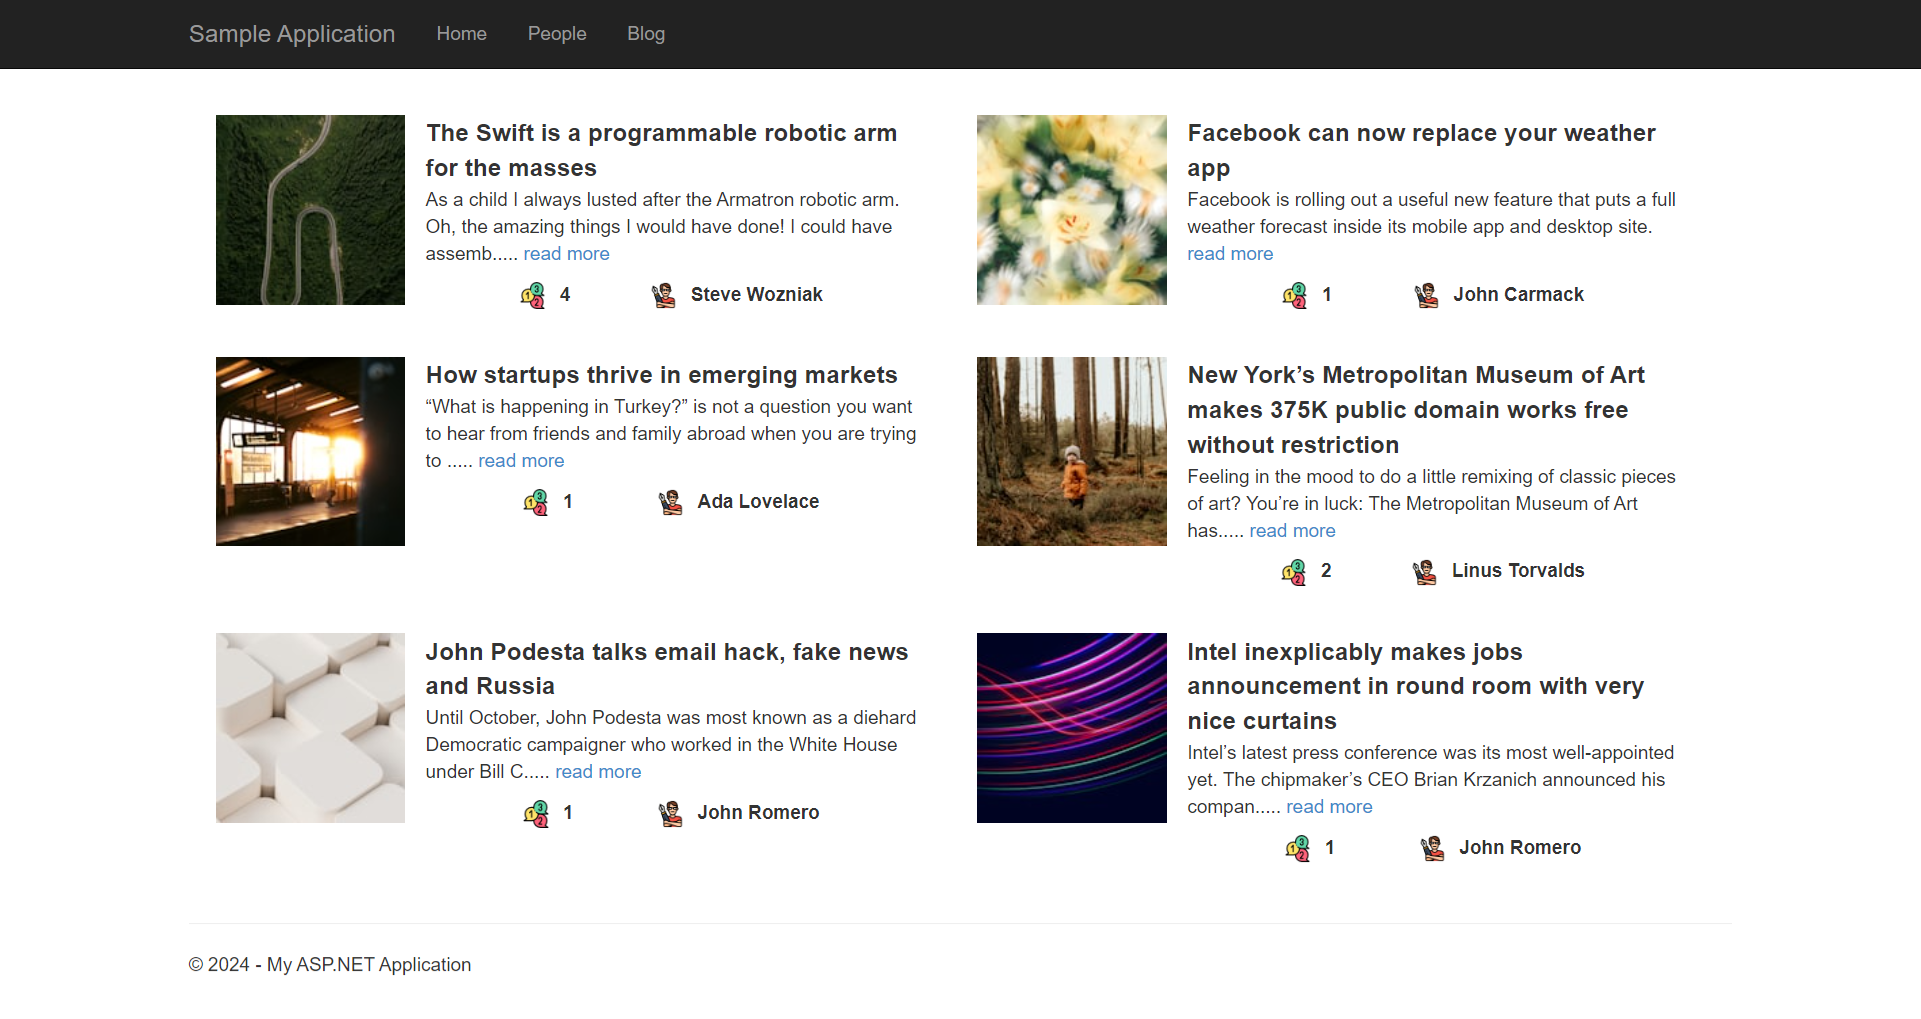 Sample Application Home People Blog
The Swift is a programmable robotic arm
for the masses
As a child I always lusted after the Armatron robotic arm.
Oh, the amazing things I would have done! I could have
assemb..... read more
4 Steve Wozniak
Facebook can now replace your weather
app
Facebook is rolling out a useful new feature that puts a full
weather forecast inside its mobile app and desktop site.
read more
1 John Carmack
How startups thrive in emerging markets
“What is happening in Turkey?” is not a question you want
to hear from friends and family abroad when you are trying
to ..... read more
1 Ada Lovelace
New York’s Metropolitan Museum of Art
makes 375K public domain works free
without restriction
Feeling in the mood to do a little remixing of classic pieces
of art? You’re in luck: The Metropolitan Museum of Art
has..... read more
2 Linus Torvalds
John Podesta talks email hack, fake news
and Russia
Until October, John Podesta was most known as a diehard
Democratic campaigner who worked in the White House
under Bill C..... read more
1 John Romero
Intel inexplicably makes jobs
announcement in round room with very
nice curtains
Intel’s latest press conference was its most well-appointed
yet. The chipmaker’s CEO Brian Krzanich announced his
compan..... read more
1 John Romero
© 2024 - My ASP.NET Application